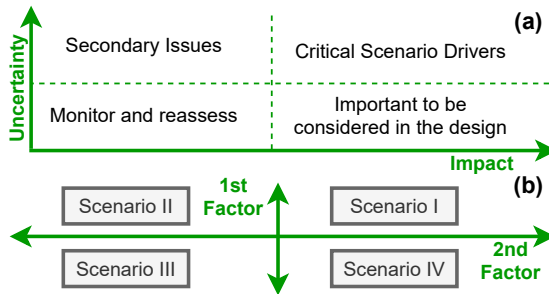 (a)
Uncertainty
Secondary Issues
Critical Scenario Drivers
Monitor and reassess
Important to be
considered in the design
Impact
(b)
1st
Factor
Scenario II
Scenario I
Scenario III
Scenario IV
2nd
Factor